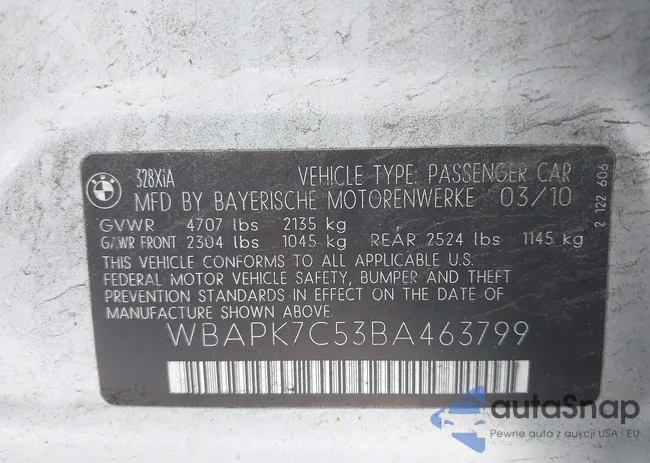 BMW
328XiA VEHICLE TYPE: PASSENGER CAR
MFD BY BAYERISCHE MOTORENWERKE 03/10
GVWR 4707 lbs 2135 kg
GAWR FRONT 2304 lbs 1045 kg REAR 2524 lbs 1145 kg
THIS VEHICLE CONFORMS TO ALL APPLICABLE U.S.
FEDERAL MOTOR VEHICLE SAFETY, BUMPER AND THEFT
PREVENTION STANDARDS IN EFFECT ON THE DATE OF
MANUFACTURE SHOWN ABOVE.
WBAPK7C53BA463799
2 122 606
autaSnap
Pewne auta z aukcji USA i EU